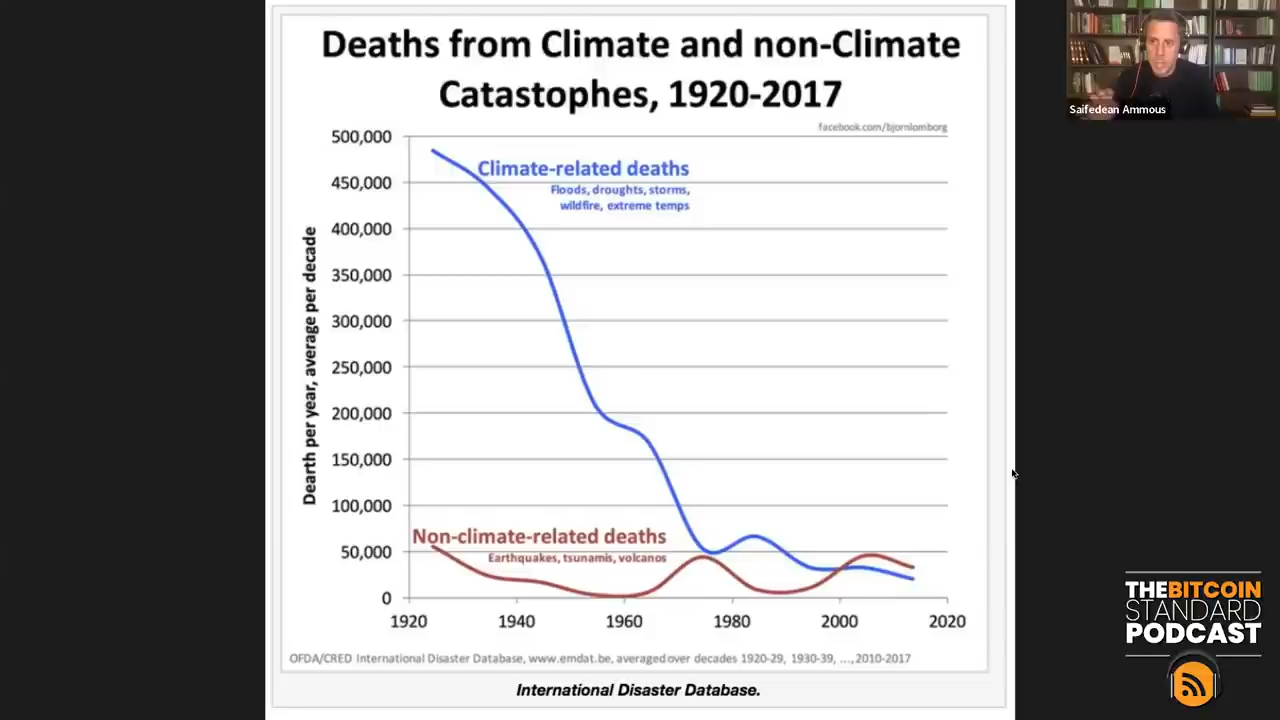 Deaths from Climate and non-Climate
Catastophes, 1920-2017
facebook.com/bjornlomborg
500,000
450,000
400,000
350,000
300,000
250,000
200,000
150,000
100,000
50,000
0
Dearth per year, average per decade
Climate-related deaths
Floods, droughts, storms,
wildfire, extreme temps
Non-climate-related deaths
Earthquakes, tsunamis, volcanos
1920
1940
1960
1980
2000
2020
OFDA/CRED International Disaster Database, www.emdat.be, averaged over decades 1920-29, 1930-39, ...,2010-2017
International Disaster Database.
Saifedean Ammous
THEBITCOIN
STANDARD
PODCAST